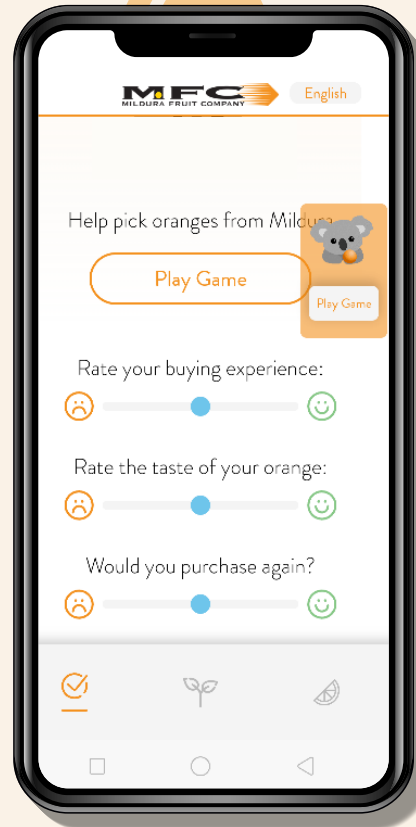 MFC
MILDURA FRUIT COMPANY
English
Help pick oranges from Mildura
Play Game
Play Game
Rate your buying experience:
Rate the taste of your orange:
Would you purchase again?